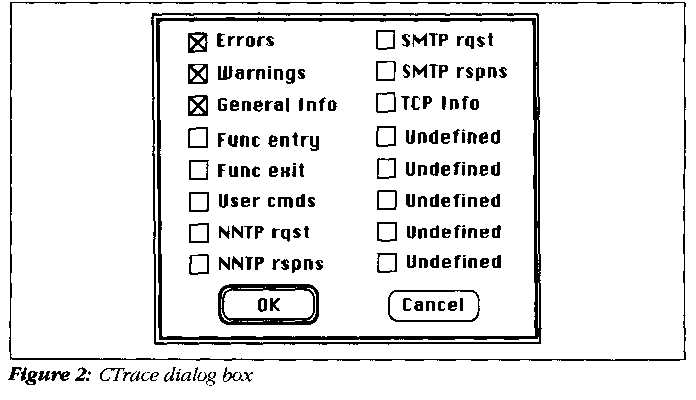 Errors
Warnings
General Info
Func entry
Func exit
User cmds
NNTP rqst
NNTP rspns
SMTP rqst
SMTP rspns
TCP Info
Undefined
Undefined
Undefined
Undefined
Undefined
OK
Cancel
Figure 2: CTrace dialog box